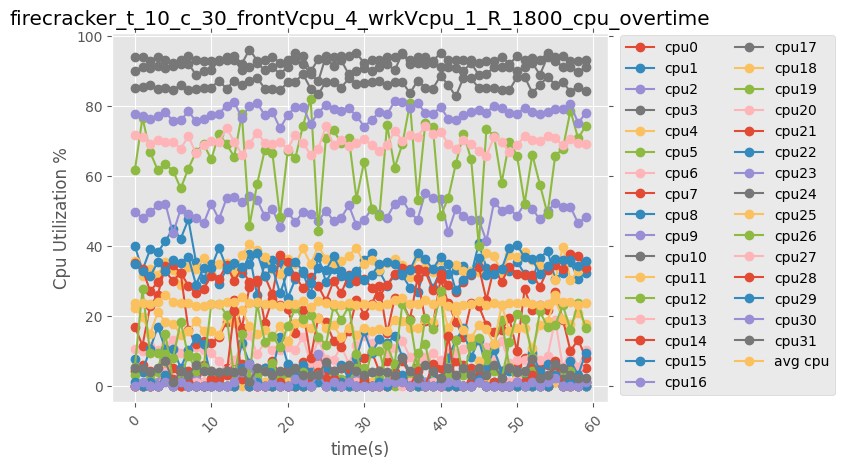 firecracker_t_10_c_30_frontVcpu_4_wrkVcpu_1_R_1800_cpu_overtime
Cpu Utilization %
100
80
60
40
20
0
0
10
20
30
40
50
60
time(s)
cpu0
cpu1
cpu2
cpu3
cpu4
cpu5
cpu6
cpu7
cpu8
cpu9
cpu10
cpu11
cpu12
cpu13
cpu14
cpu15
cpu16
cpu17
cpu18
cpu19
cpu20
cpu21
cpu22
cpu23
cpu24
cpu25
cpu26
cpu27
cpu28
cpu29
cpu30
cpu31
avg cpu